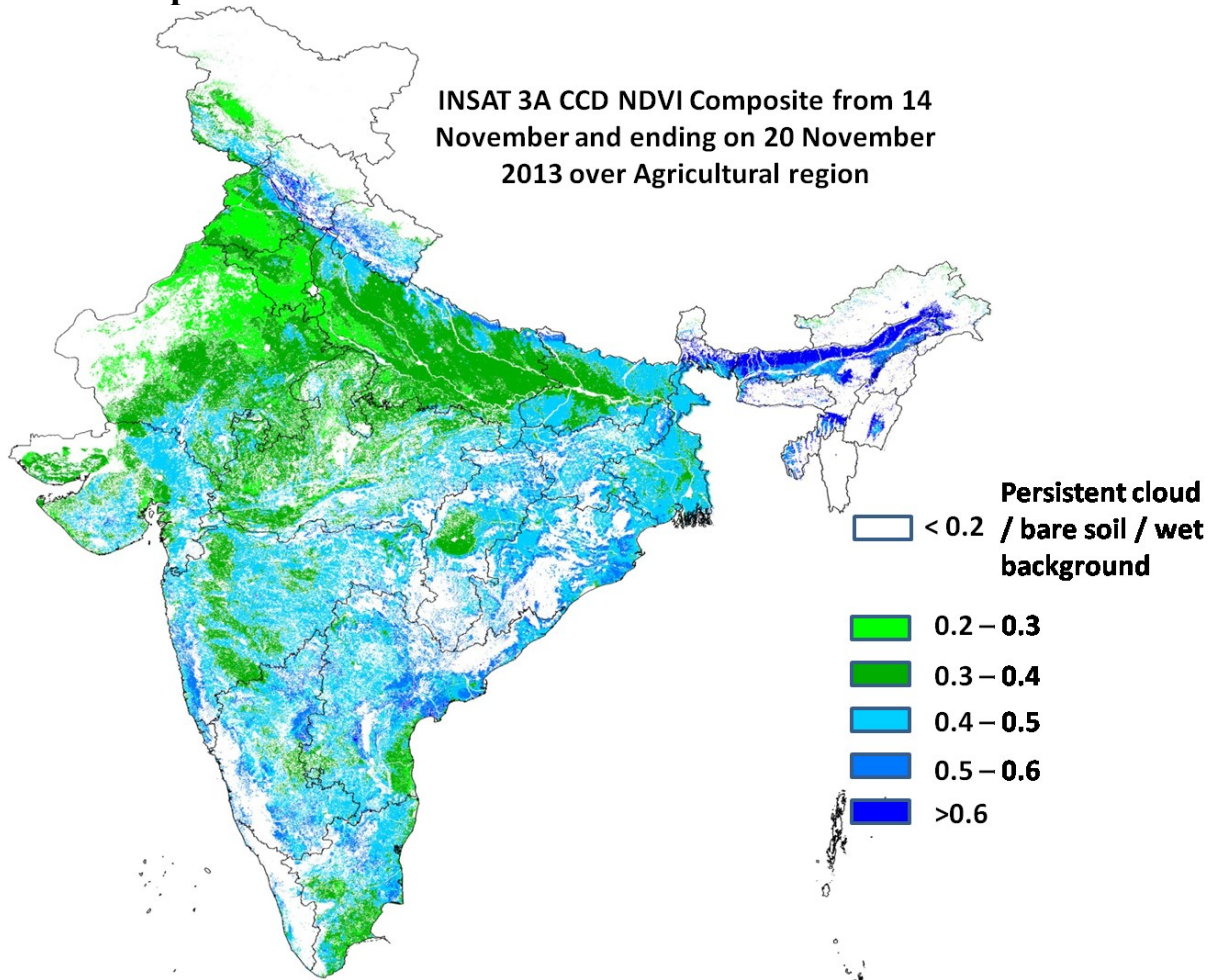 INSAT 3A CCD NDVI Composite from 14
November and ending on 20 November
2013 over Agricultural region
< 0.2
Persistent cloud
/ bare soil / wet
background
0.2 – 0.3
0.3 – 0.4
0.4 – 0.5
0.5 – 0.6
>0.6